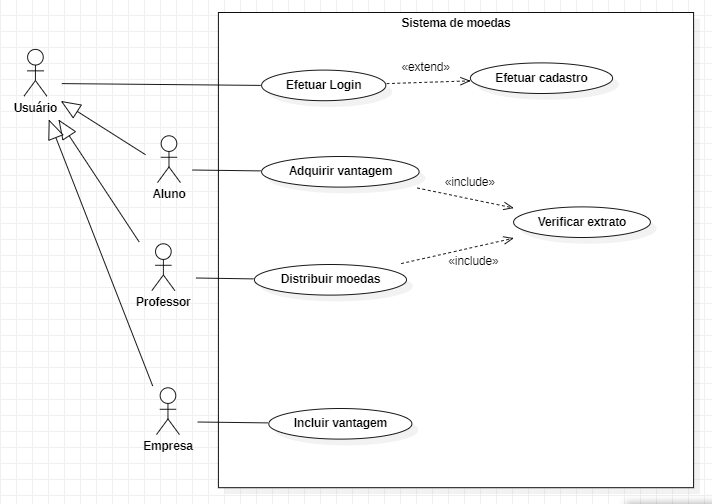 Sistema de moedas
Usuário
Efetuar Login
«extend»
Efetuar cadastro
Aluno
Adquirir vantagem
«include»
Verificar extrato
Professor
Distribuir moedas
«include»
Empresa
Incluir vantagem